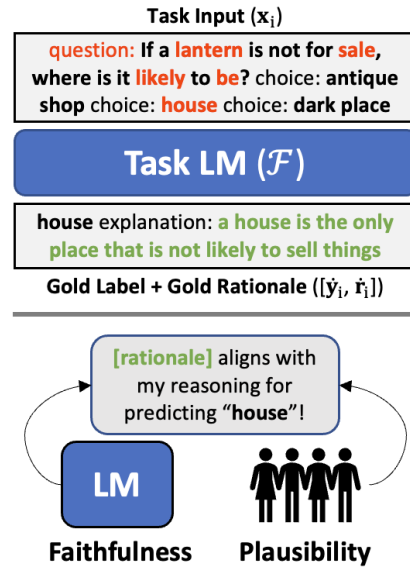 Task Input (xᵢ)
question: If a lantern is not for sale,
where is it likely to be? choice: antique
shop choice: house choice: dark place
Task LM (ℱ)
house explanation: a house is the only
place that is not likely to sell things
Gold Label + Gold Rationale ([ẏᵢ, ṙᵢ])
[rationale] aligns with
my reasoning for
predicting “house”!
LM
Faithfulness
Plausibility